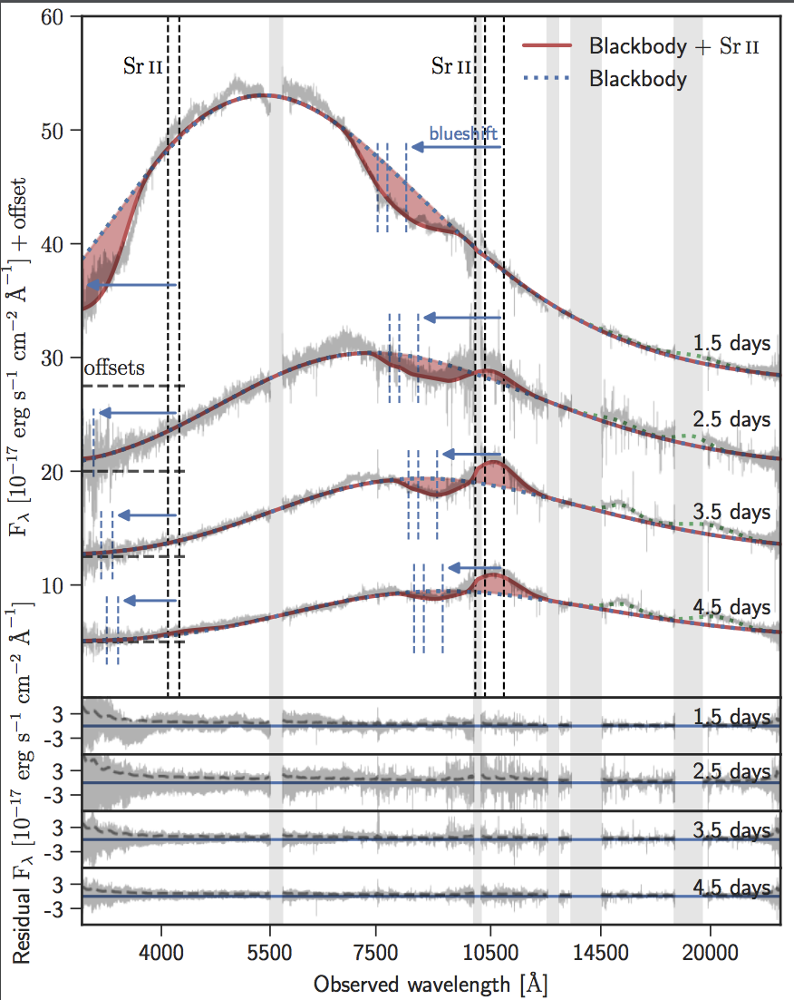 60
50
40
30
20
10
F_λ [10^−17 erg s^−1 cm^−2 Å^−1] + offset
Sr II
Sr II
Blackbody + Sr II
Blackbody
blueshift
offsets
1.5 days
2.5 days
3.5 days
4.5 days
Residual F_λ [10^−17 erg s^−1 cm^−2 Å^−1]
3
-3
1.5 days
3
-3
2.5 days
3
-3
3.5 days
3
-3
4.5 days
4000 5500 7500 10500 14500 20000
Observed wavelength [Å]